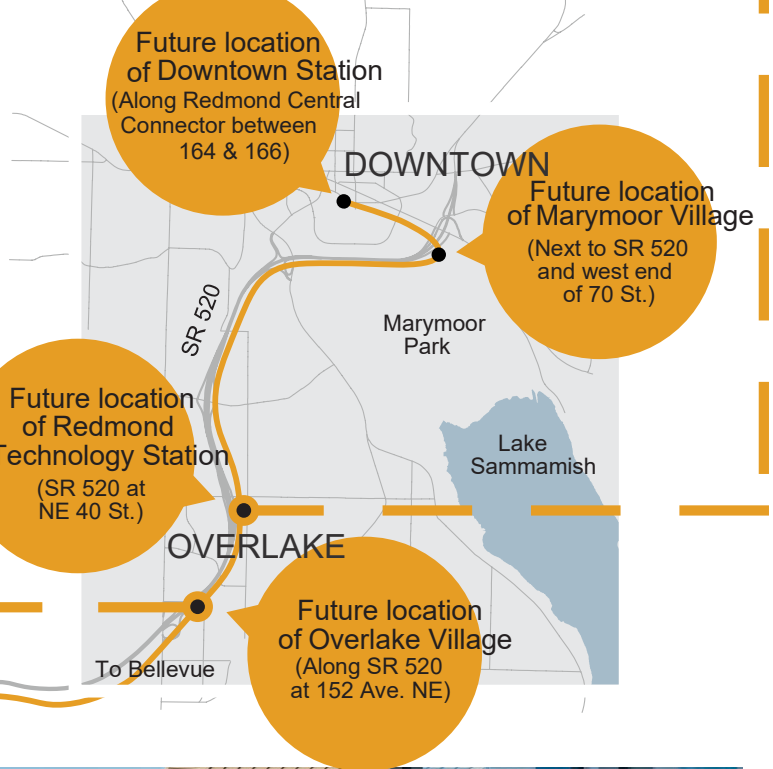 Future location
of Downtown Station
(Along Redmond Central
Connector between
164 & 166)
DOWNTOWN
Future location
of Marymoor Village
(Next to SR 520
and west end
of 70 St.)
SR 520
Marymoor
Park
Future location
of Redmond
Technology Station
(SR 520 at
NE 40 St.)
Lake
Sammamish
OVERLAKE
Future location
of Overlake Village
(Along SR 520
at 152 Ave. NE)
To Bellevue